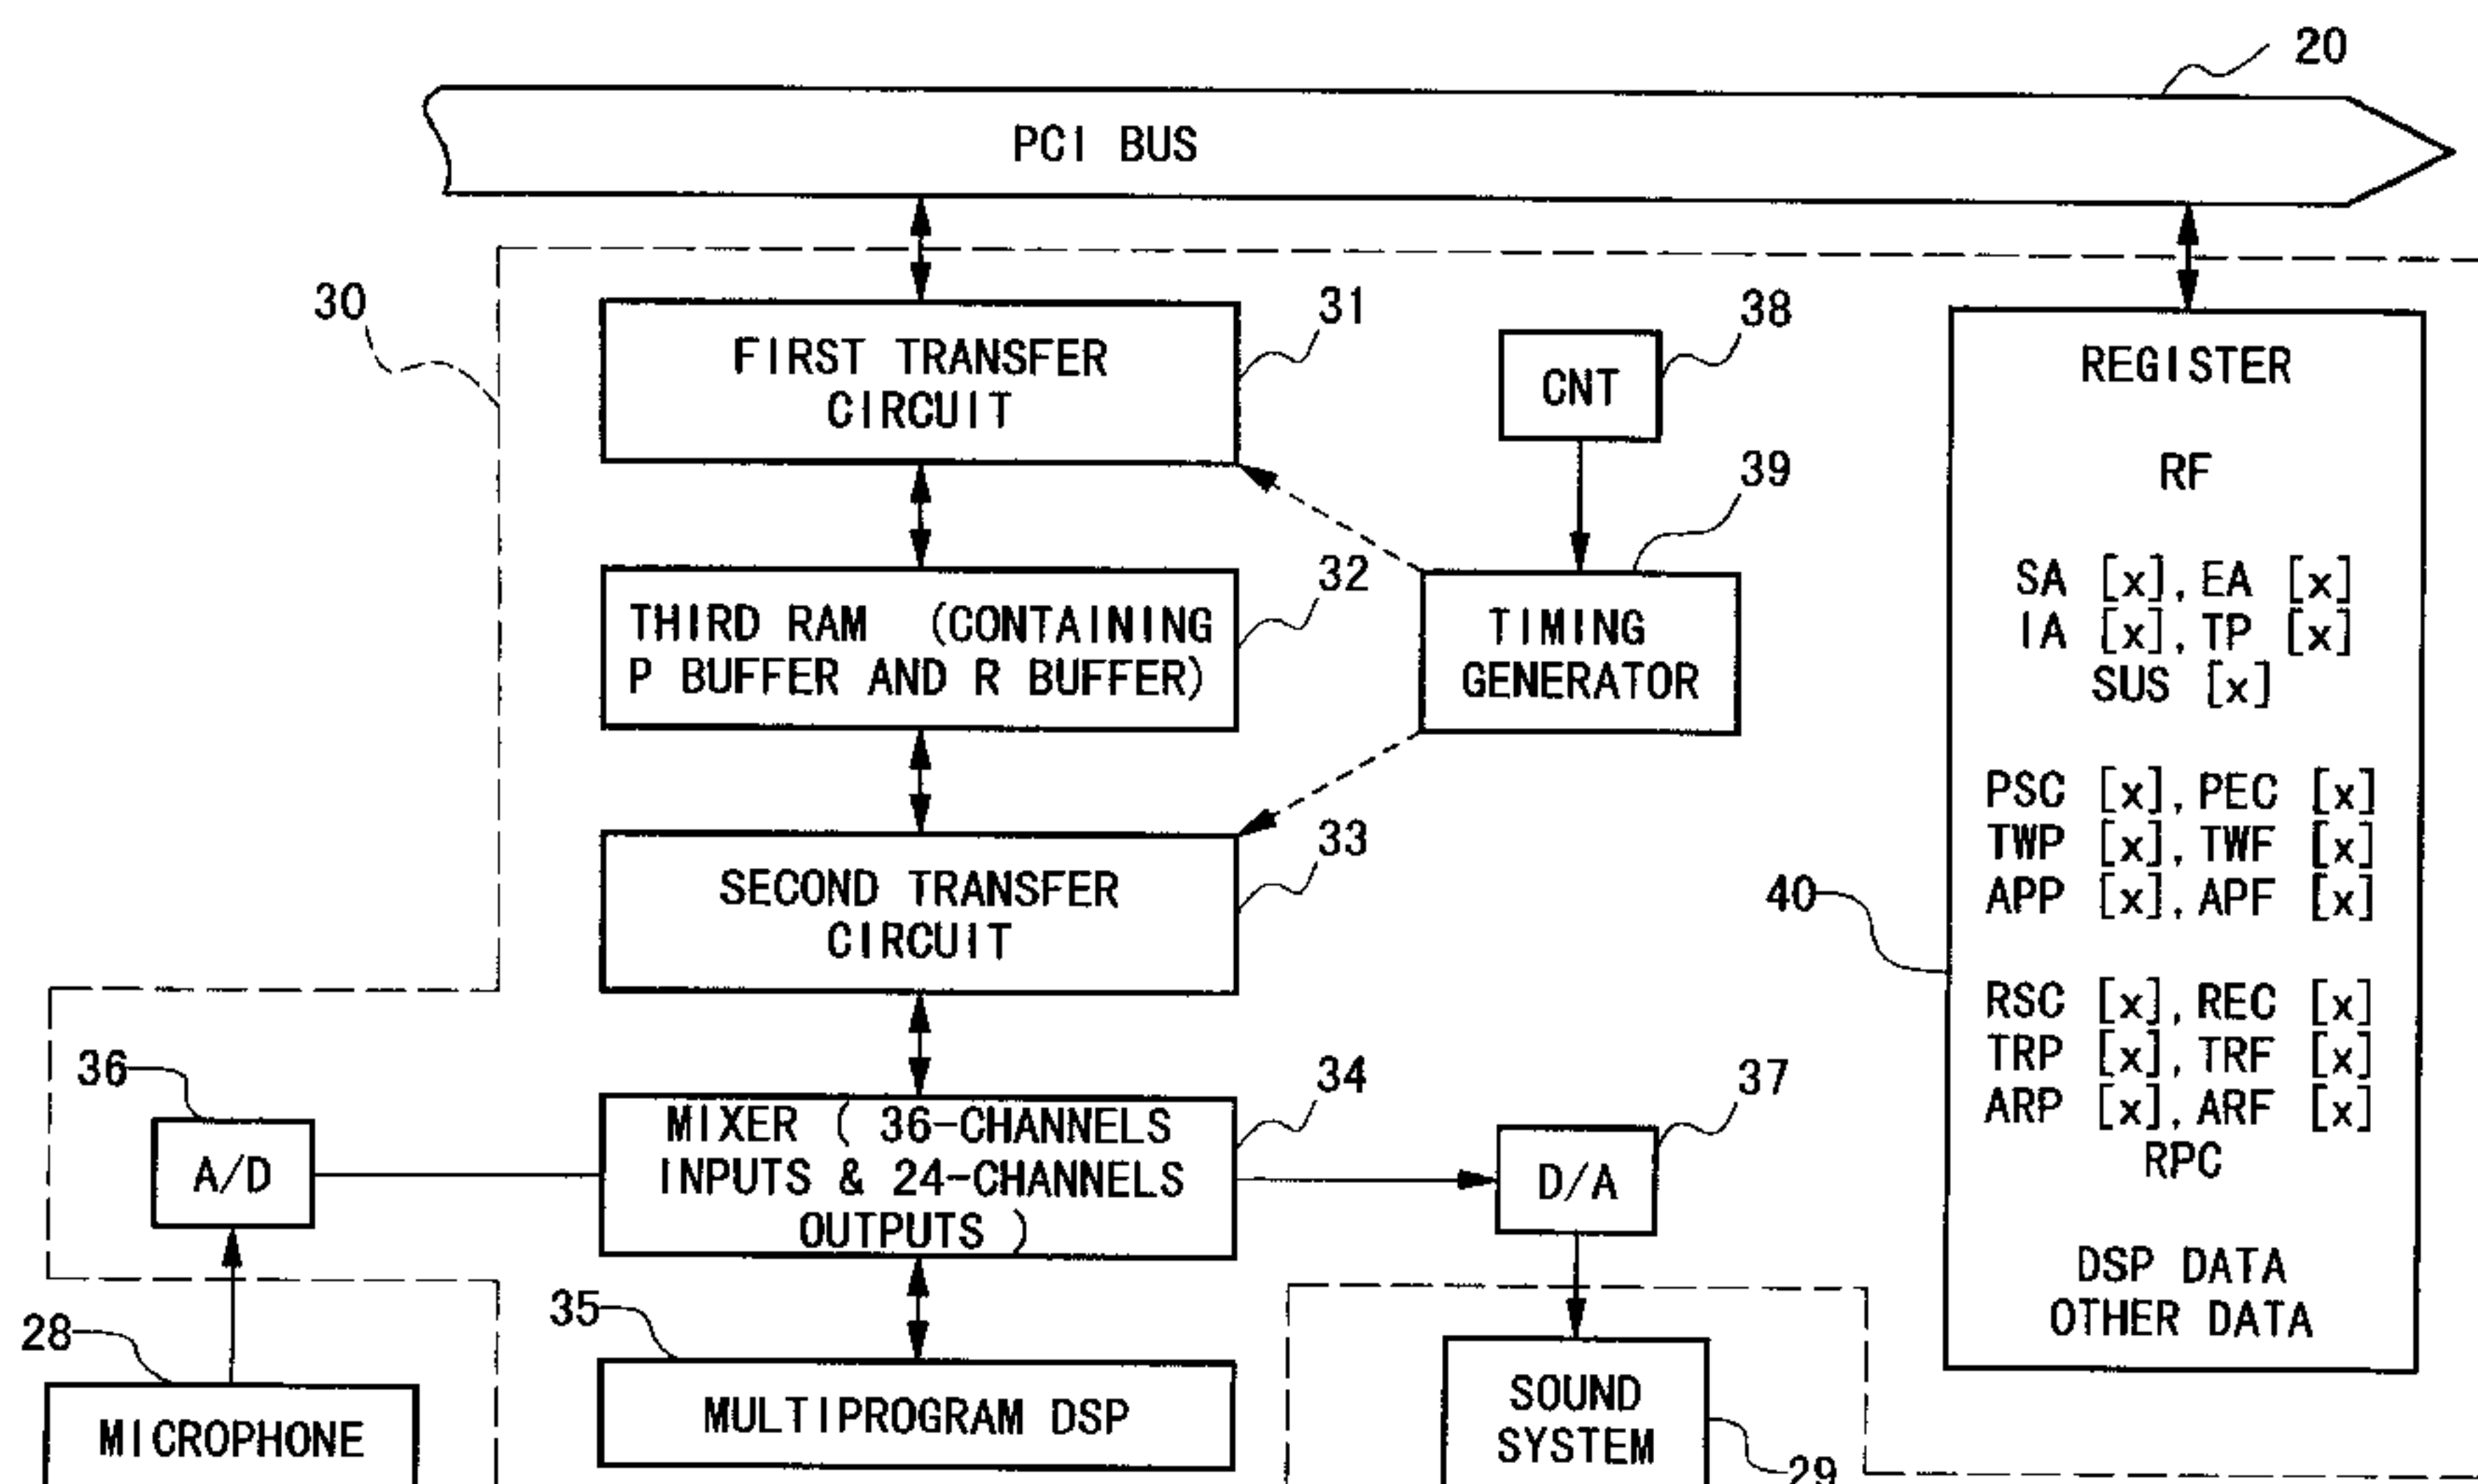 20
PCI BUS
30
31
FIRST TRANSFER
CIRCUIT
38
CNT
REGISTER
RF
39
32
THIRD RAM (CONTAINING
P BUFFER AND R BUFFER)
TIMING
GENERATOR
SA [x], EA [x]
IA [x], TP [x]
SUS [x]
33
SECOND TRANSFER
CIRCUIT
PSC [x], PEC [x]
TWP [x], TWF [x]
APP [x], APF [x]
40
RSC [x], REC [x]
TRP [x], TRF [x]
ARP [x], ARF [x]
RPC
36
A/D
34
MIXER ( 36-CHANNELS
INPUTS & 24-CHANNELS
OUTPUTS )
37
D/A
DSP DATA
OTHER DATA
28
MICROPHONE
35
MULTIPROGRAM DSP
SOUND
SYSTEM
29